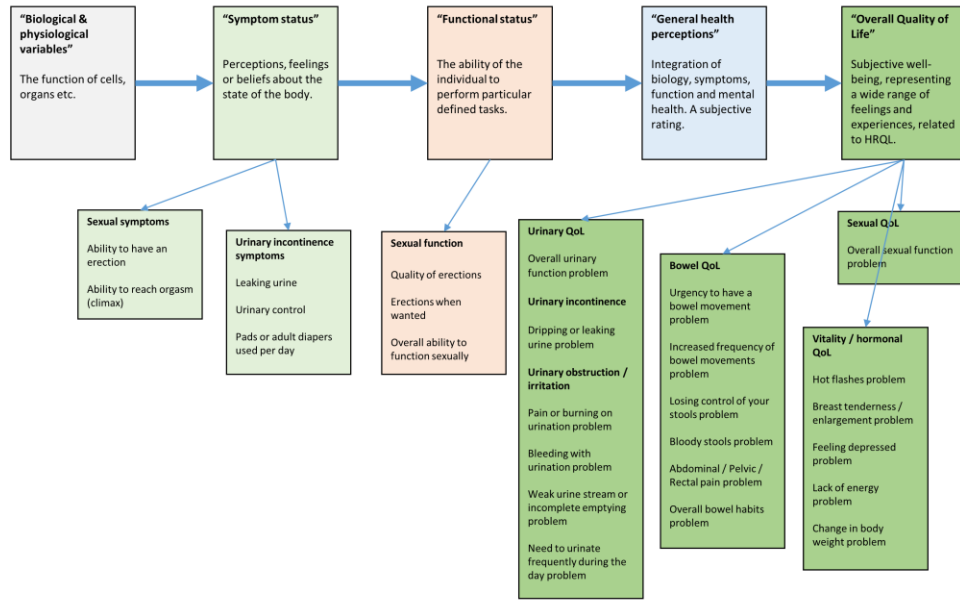 “Biological &
physiological
variables”
The function of cells,
organs etc.
“Symptom status”
Perceptions, feelings
or beliefs about the
state of the body.
“Functional status”
The ability of the
individual to
perform particular
defined tasks.
“General health
perceptions”
Integration of
biology, symptoms,
function and mental
health. A subjective
rating.
“Overall Quality of
Life”
Subjective well-
being, representing
a wide range of
feelings and
experiences, related
to HRQL.
Sexual symptoms
Ability to have an
erection
Ability to reach orgasm
(climax)
Urinary incontinence
symptoms
Leaking urine
Urinary control
Pads or adult diapers
used per day
Sexual function
Quality of erections
Erections when
wanted
Overall ability to
function sexually
Urinary QoL
Overall urinary
function problem
Urinary incontinence
Dripping or leaking
urine problem
Urinary obstruction /
irritation
Pain or burning on
urination problem
Bleeding with
urination problem
Weak urine stream or
incomplete emptying
problem
Need to urinate
frequently during the
day problem
Bowel QoL
Urgency to have a
bowel movement
problem
Increased frequency of
bowel movements
problem
Losing control of your
stools problem
Bloody stools problem
Abdominal / Pelvic /
Rectal pain problem
Overall bowel habits
problem
Sexual QoL
Overall sexual function
problem
Vitality / hormonal
QoL
Hot flashes problem
Breast tenderness /
enlargement problem
Feeling depressed
problem
Lack of energy
problem
Change in body
weight problem